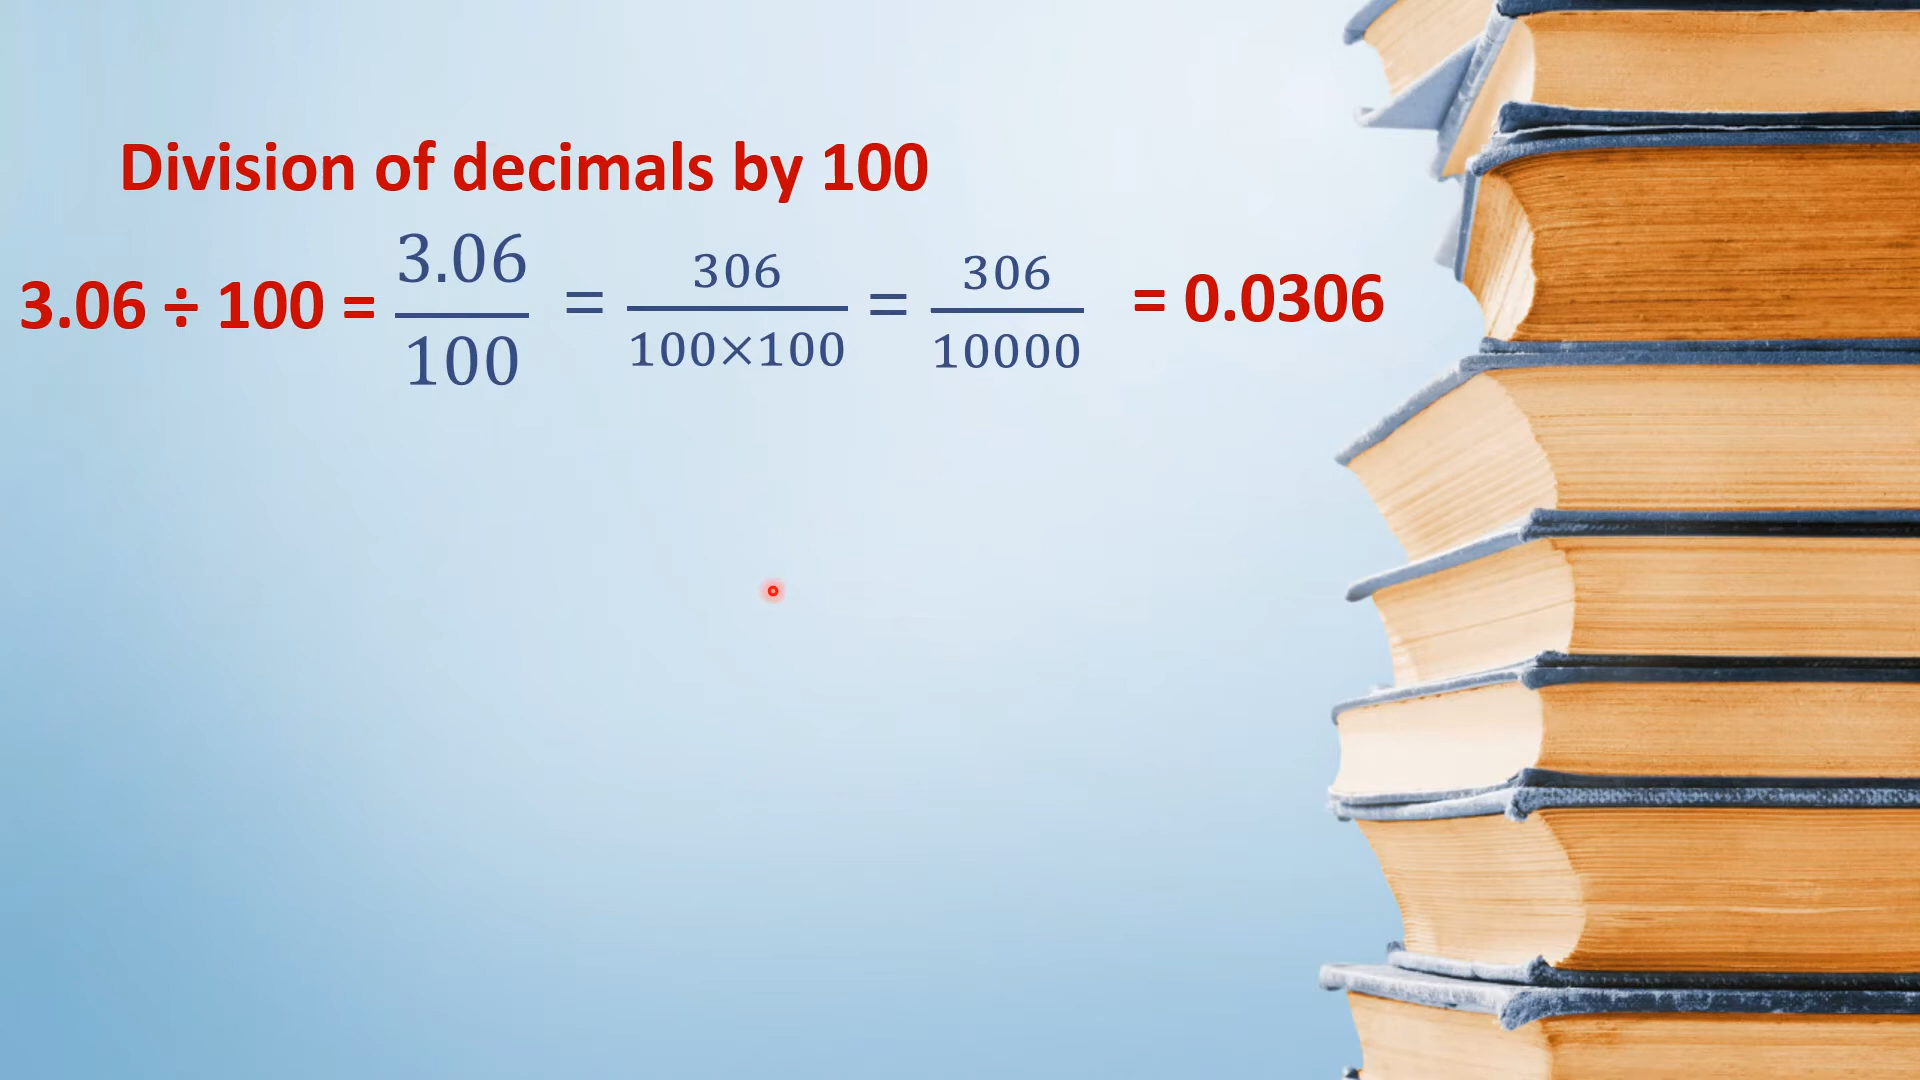 Division of decimals by 100
3.06 ÷ 100 = 3.06/100 = 306/100×100 = 306/10000 = 0.0306